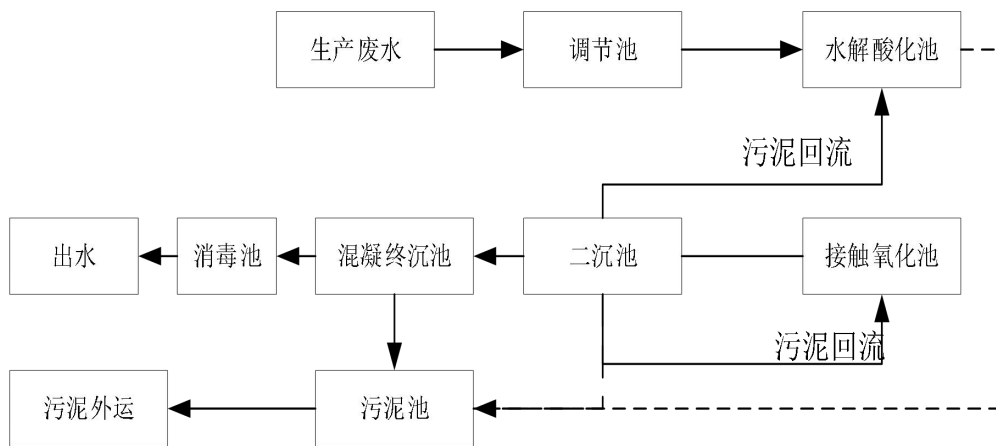 生产废水
调节池
水解酸化池
污泥回流
出水
消毒池
混凝终沉池
二沉池
接触氧化池
污泥回流
污泥外运
污泥池